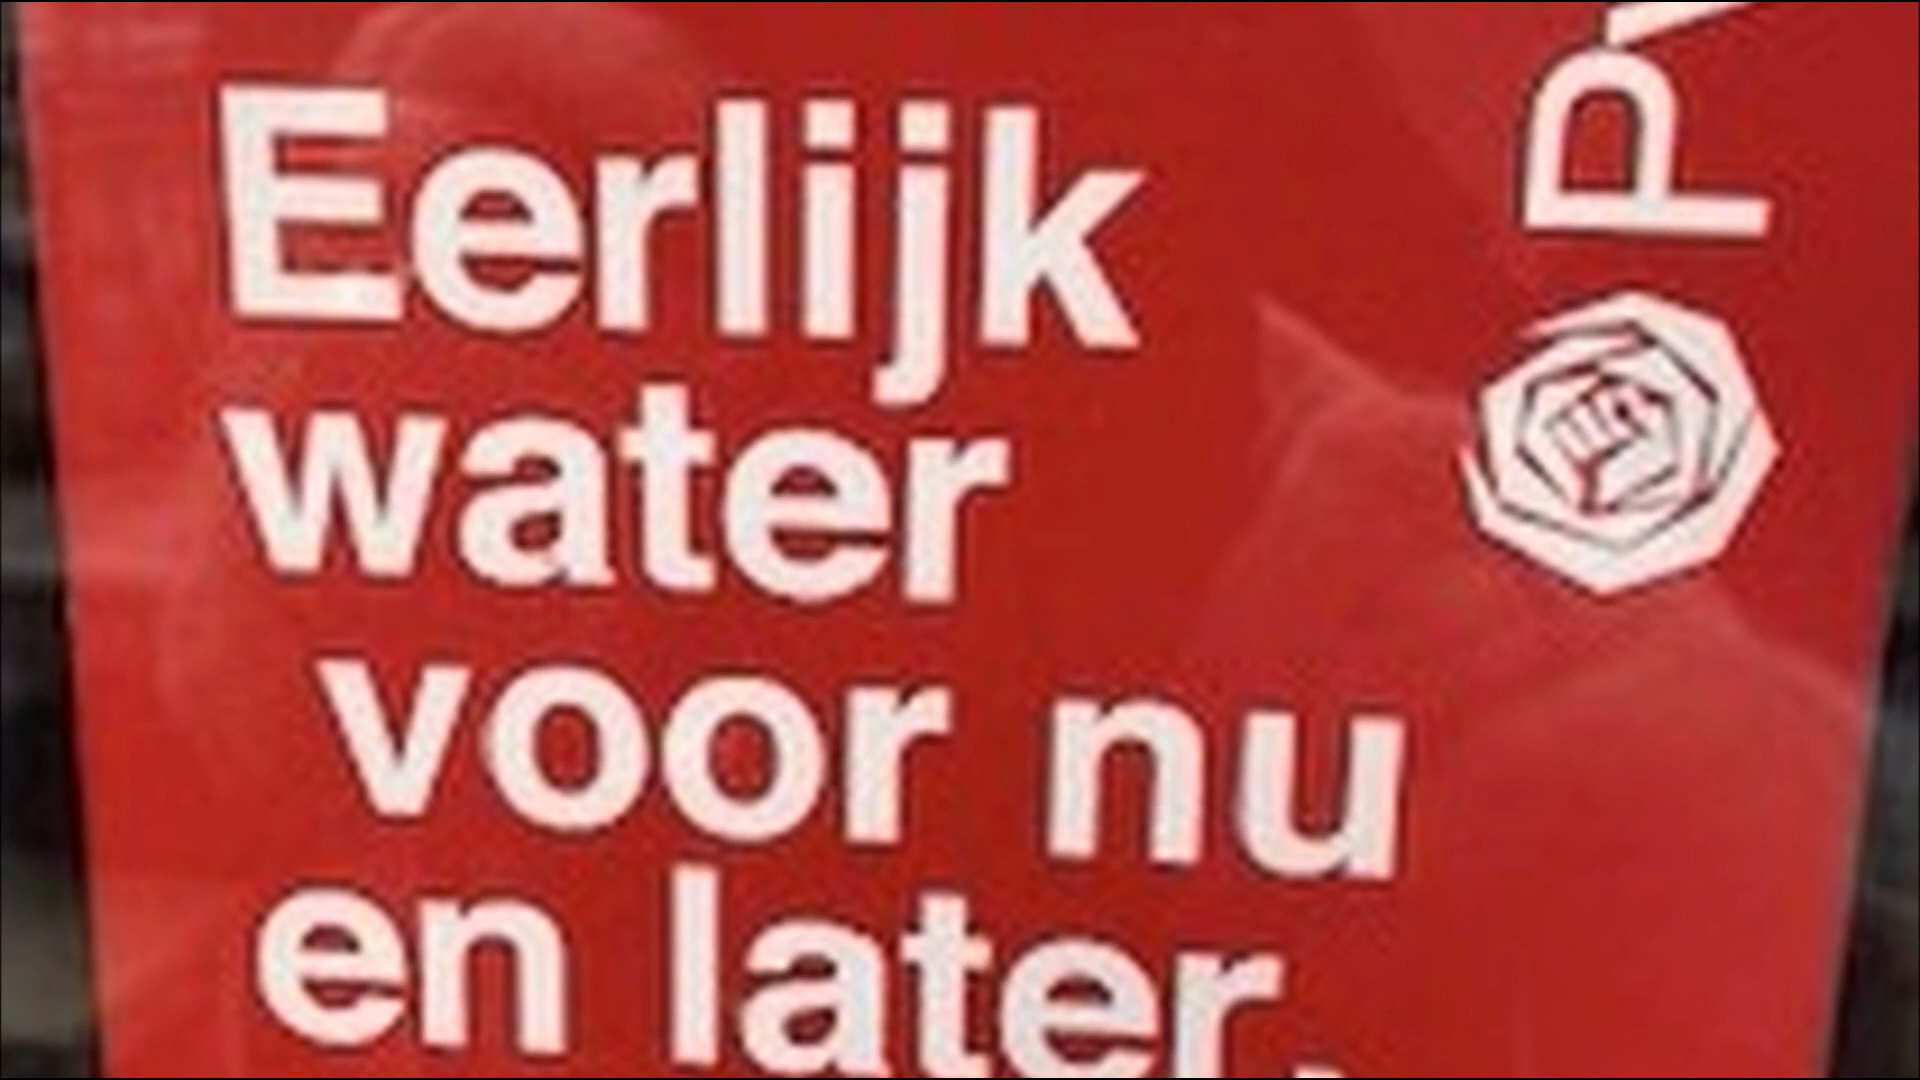 Eerlijk
water
voor nu
en later.